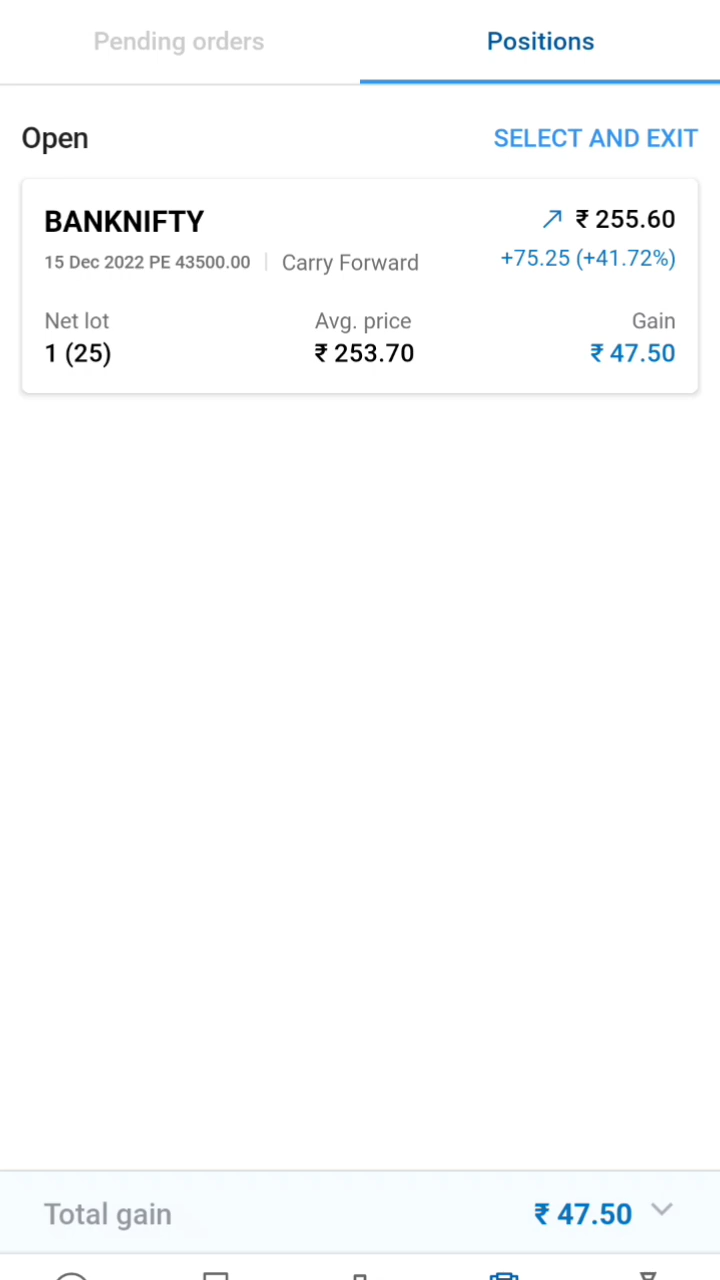 Pending orders
Positions
Open
SELECT AND EXIT
BANKNIFTY
₹ 255.60
15 Dec 2022 PE 43500.00
Carry Forward
+75.25 (+41.72%)
Net lot
Avg. price
Gain
1 (25)
₹ 253.70
₹ 47.50
Total gain
₹ 47.50